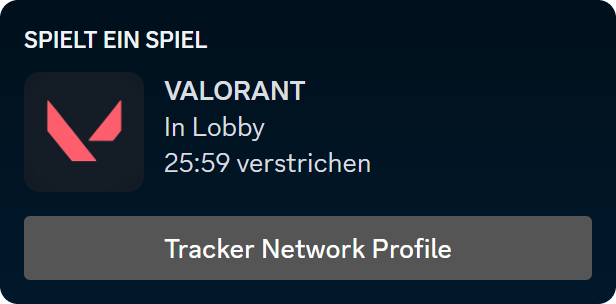 SPIELT EIN SPIEL
VALORANT
In Lobby
25:59 verstrichen
Tracker Network Profile